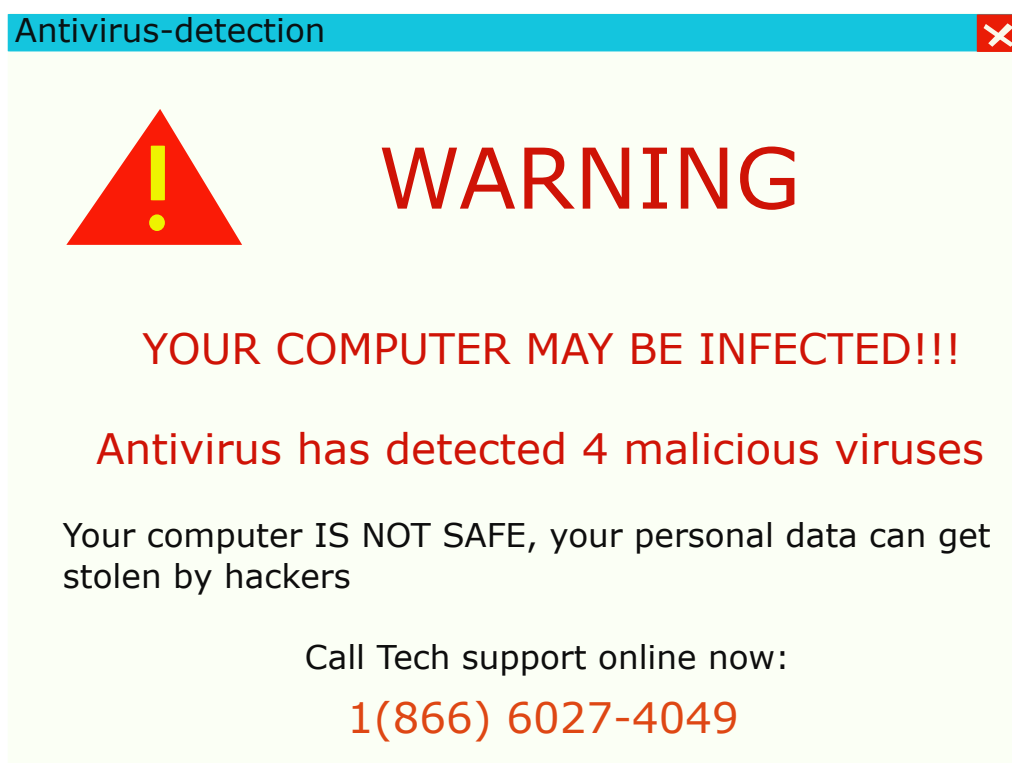 Antivirus-detection
WARNING
YOUR COMPUTER MAY BE INFECTED!!!
Antivirus has detected 4 malicious viruses
Your computer IS NOT SAFE, your personal data can get
stolen by hackers
Call Tech support online now:
1(866) 6027-4049